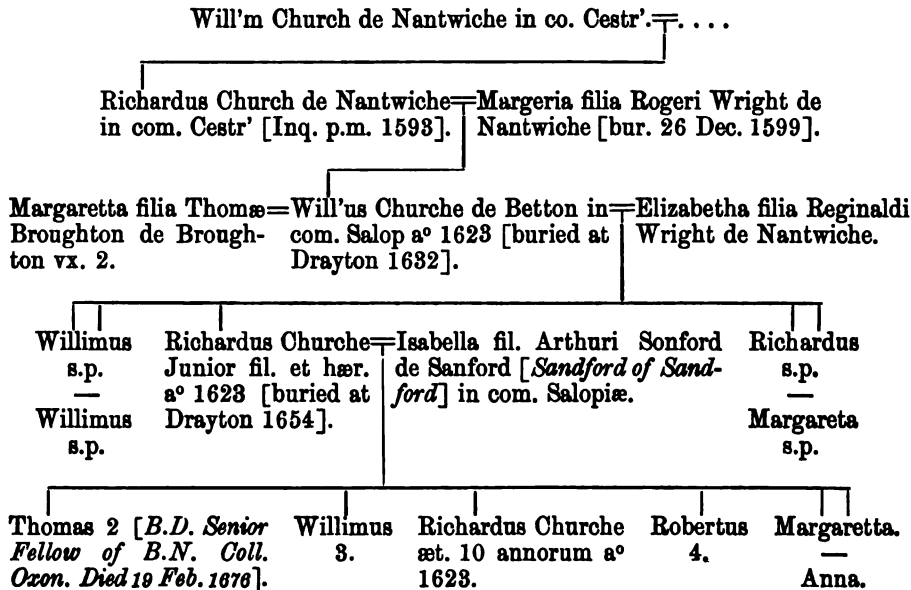 Will'm Church de Nantwiche in co. Cestr'.=. . . .
Richardus Church de Nantwiche=Margeria filia Rogeri Wright de
in com. Cestr' [Inq. p.m. 1593]. Nantwiche [bur. 26 Dec. 1599].
Margaretta filia Thomæ=Will'us Churche de Betton in=Elizabetha filia Reginaldi
Broughton de Brough- com. Salop aº 1623 [buried at Wright de Nantwiche.
ton vx. 2. Drayton 1632].
Willimus Richardus Churche=Isabella fil. Arthuri Sonford Richardus
s.p. Junior fil. et hær. de Sanford [Sandford of Sand- s.p.
— aº 1623 [buried at ford] in com. Salopiæ. —
Willimus Drayton 1654]. Margareta
s.p. s.p.
Thomas 2 [B.D. Senior Willimus Richardus Churche Robertus Margaretta.
Fellow of B.N. Coll. 3. æt. 10 annorum aº 4. —
Oxon. Died 19 Feb. 1676]. 1623. Anna.